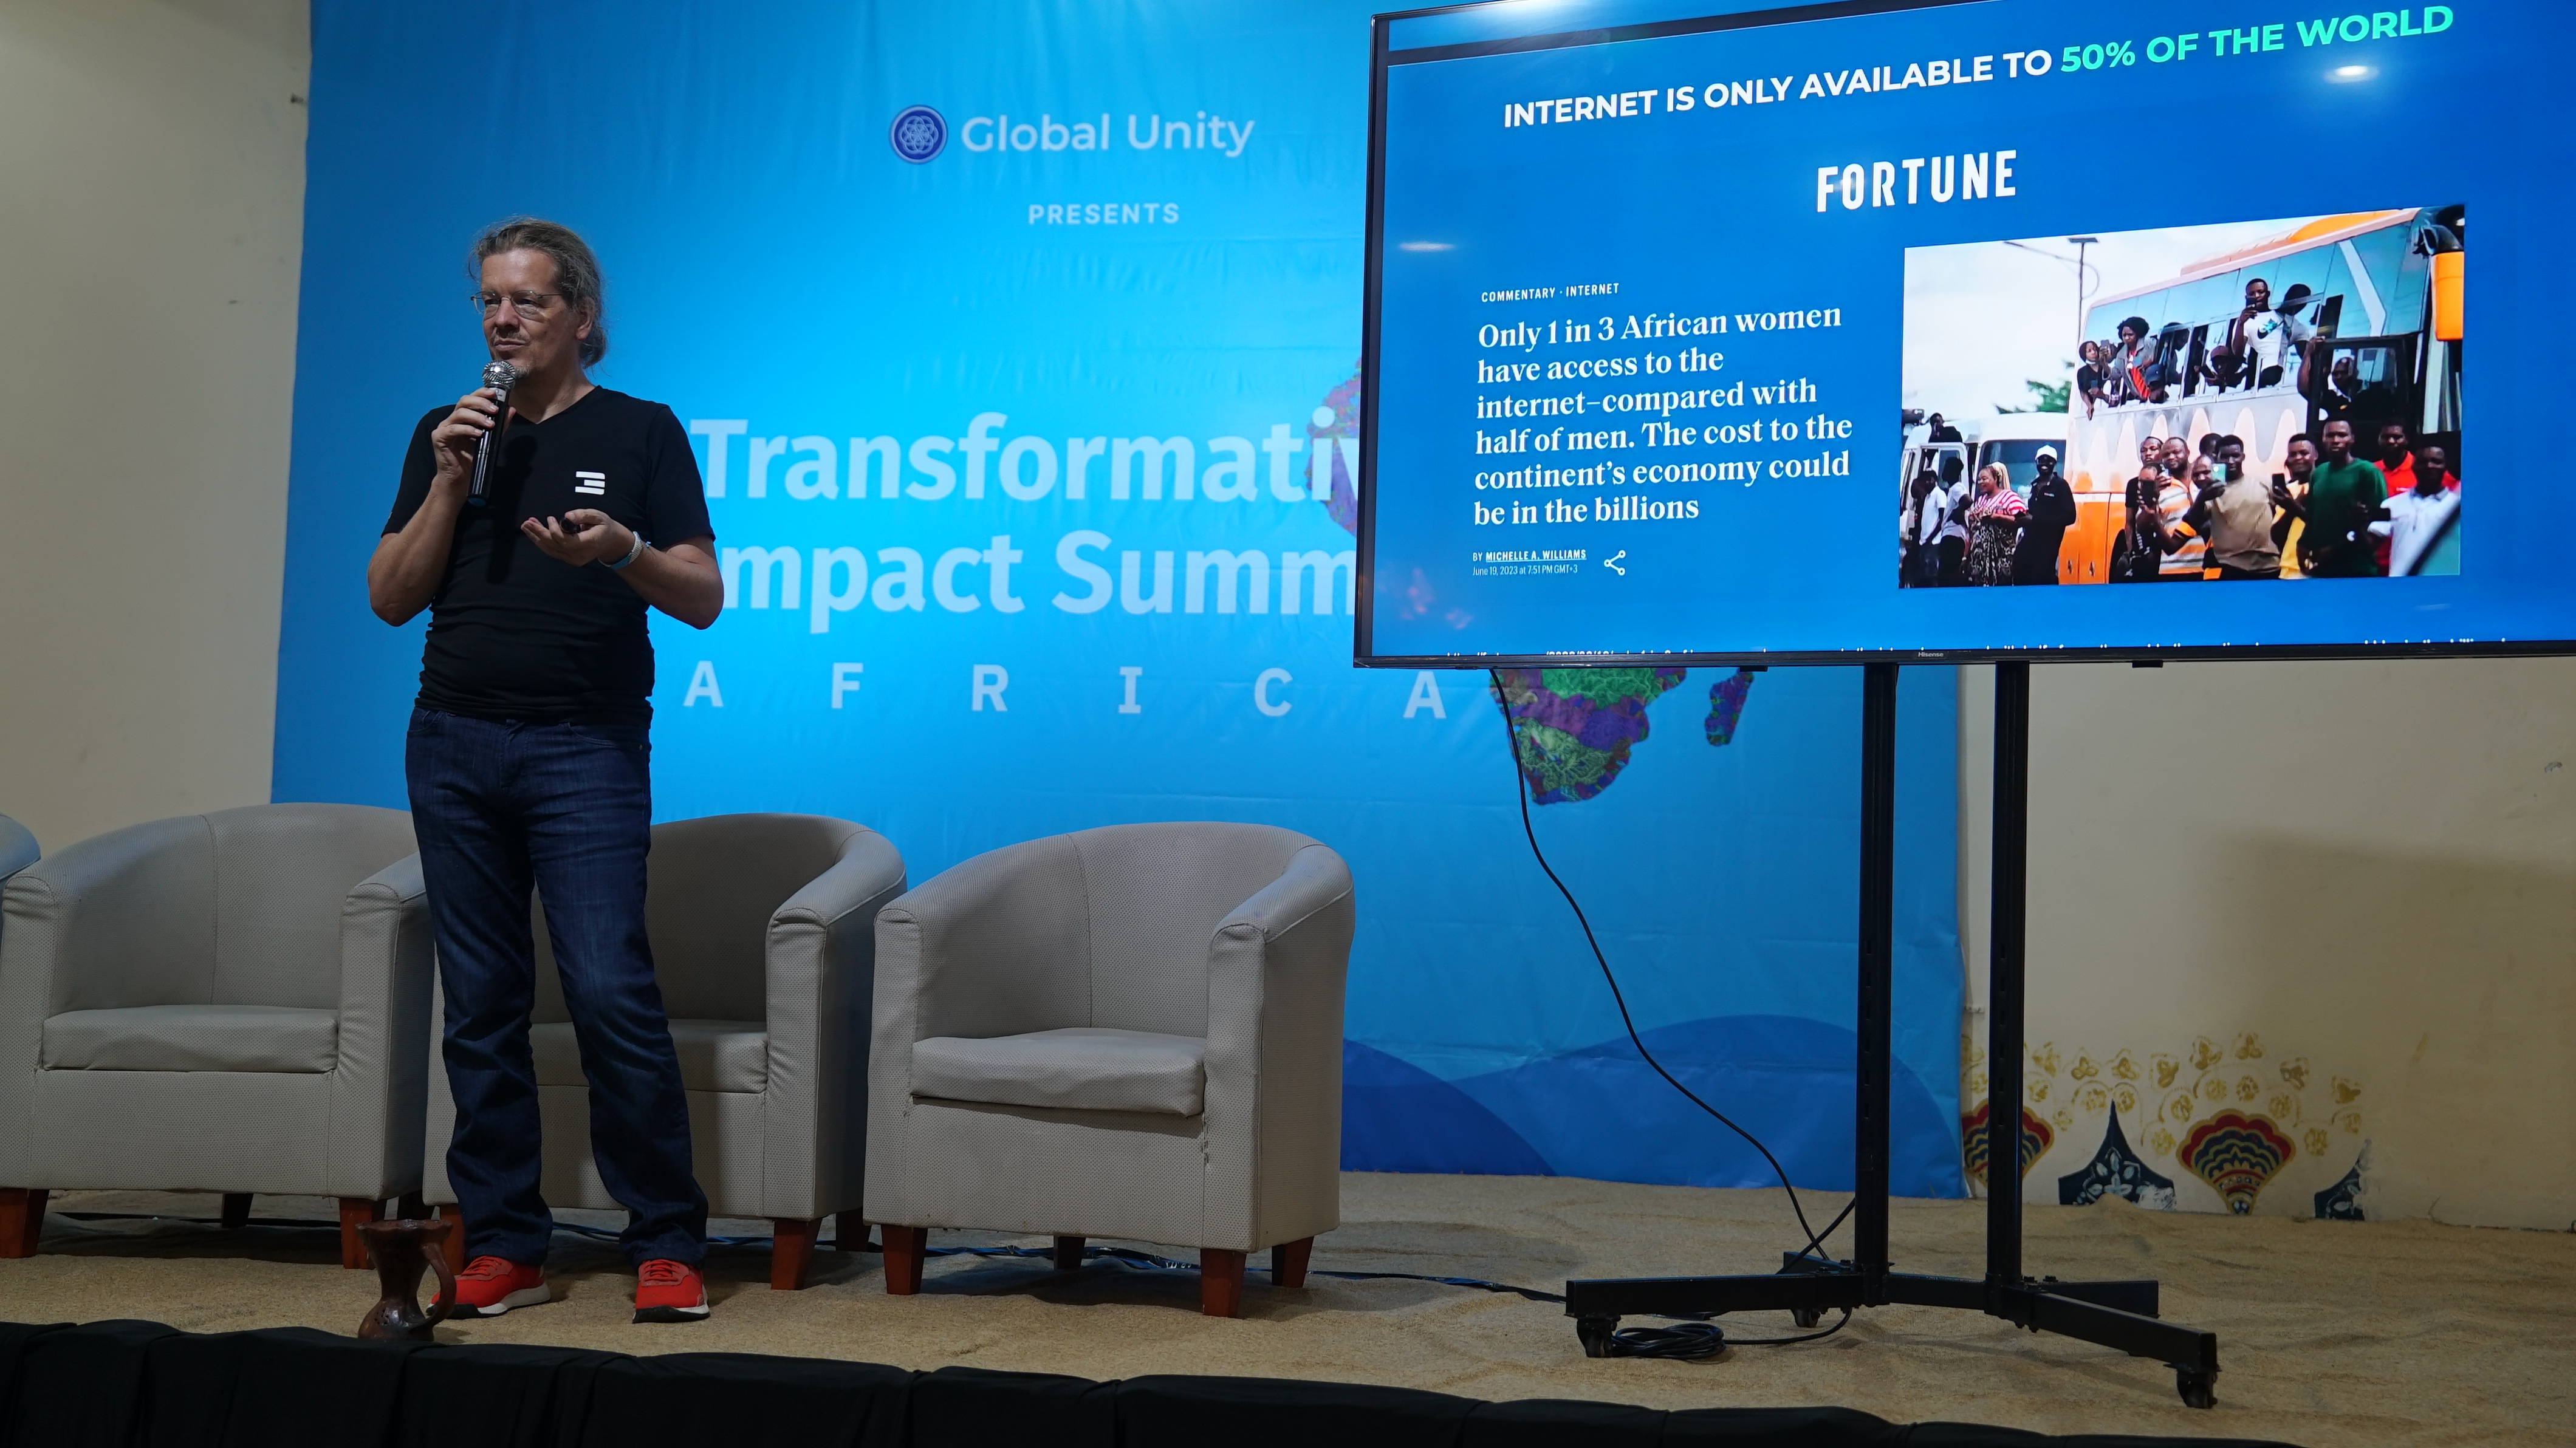 Global Unity
PRESENTS
Transformati
mpact Summ
AFRICA
INTERNET IS ONLY AVAILABLE TO 50% OF THE WORLD
FORTUNE
COMMENTARY · INTERNET
Only 1 in 3 African women
have access to the
internet–compared with
half of men. The cost to the
continent's economy could
be in the billions
BY MICHELLE A. WILLIAMS
June 19, 2023 at 7:51 PM GMT+3
Hisense